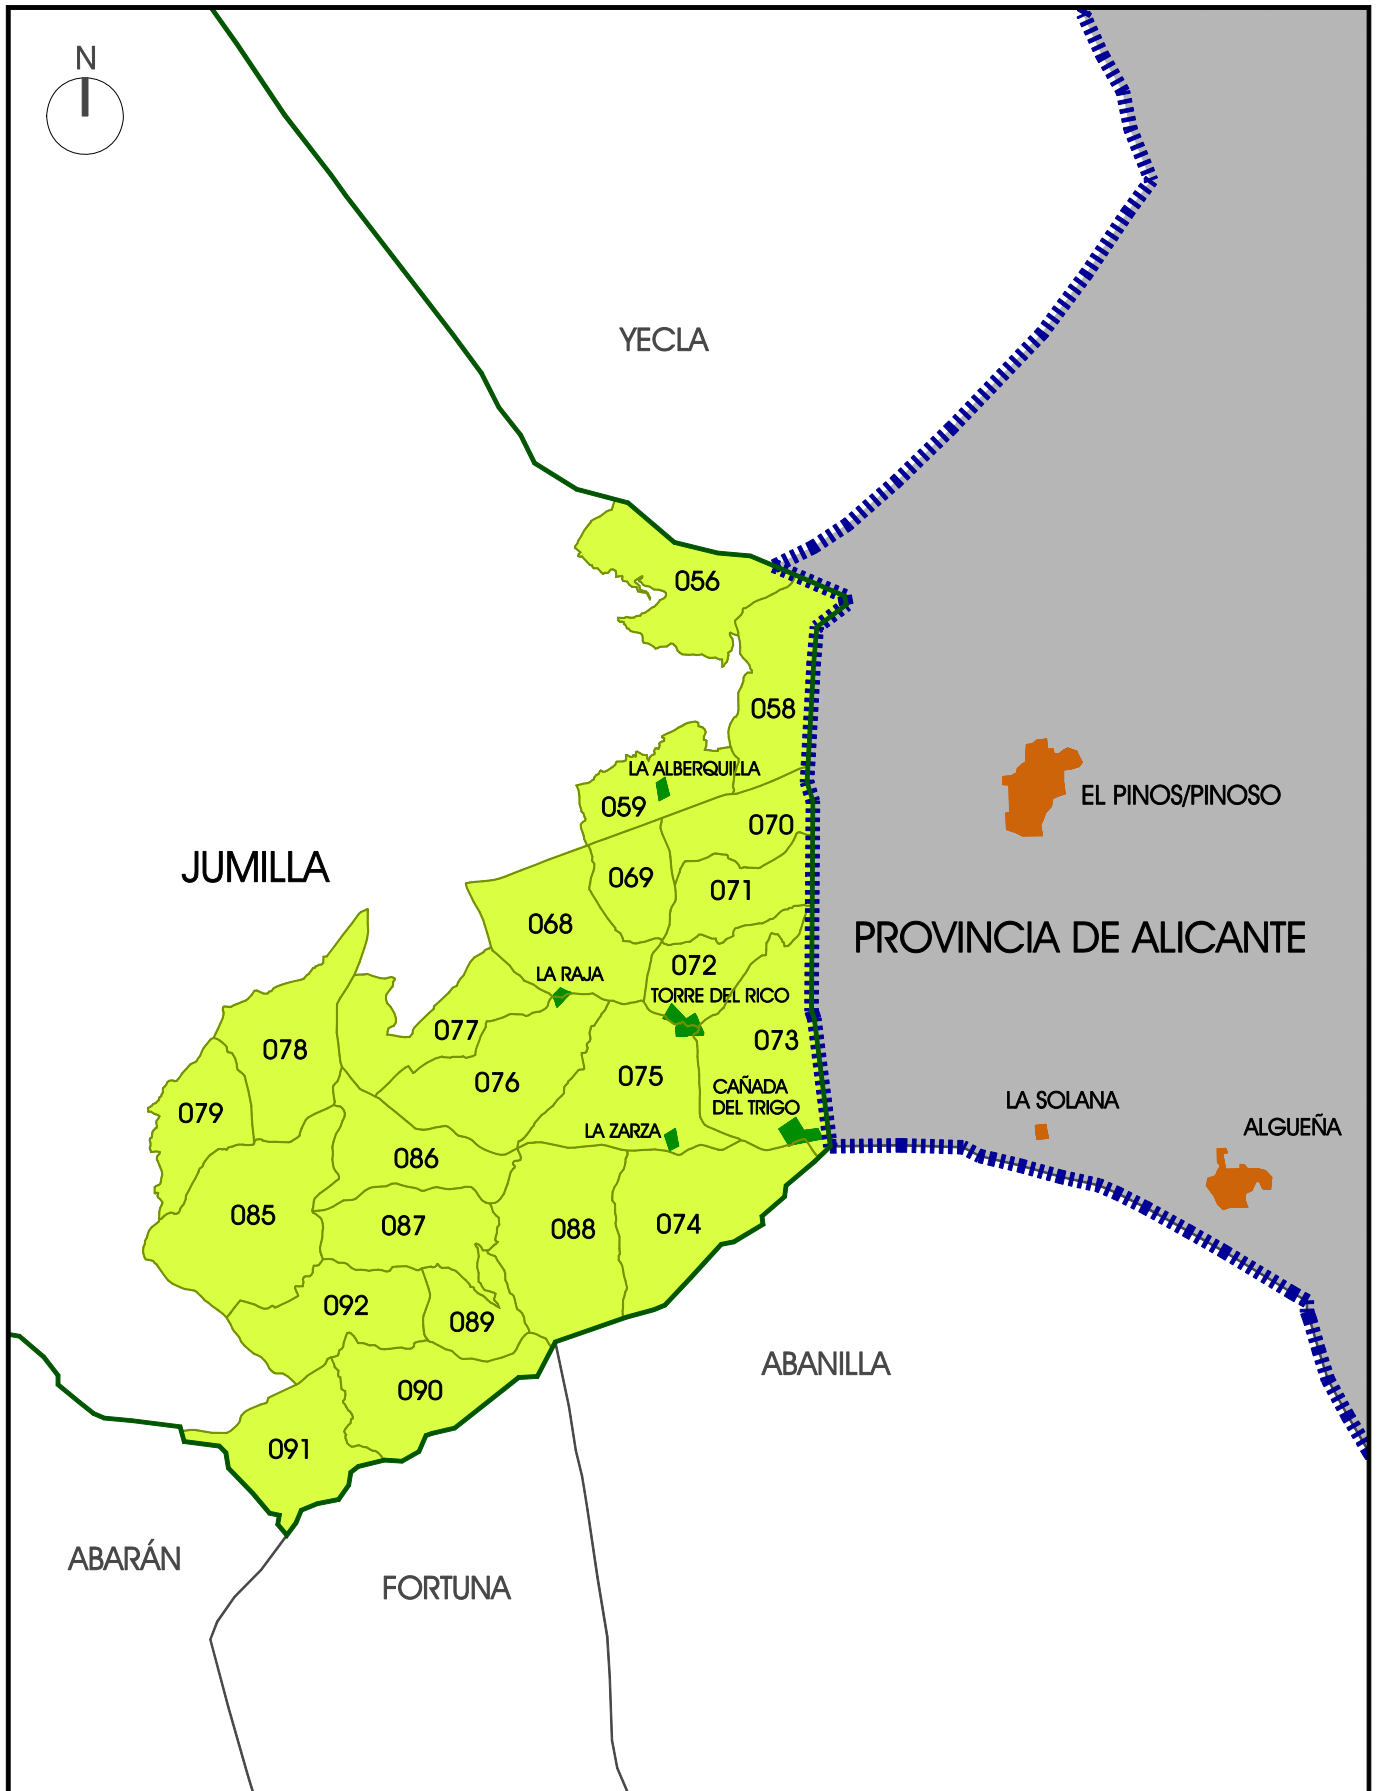 N
YECLA
056
058
LA ALBERQUILLA
059
EL PINOS/PINOSO
070
JUMILLA
069
071
068
PROVINCIA DE ALICANTE
072
LA RAJA
TORRE DEL RICO
077
073
078
076
075
CAÑADA
DEL TRIGO
079
LA SOLANA
ALGUEÑA
LA ZARZA
086
085
087
088
074
092
089
ABANILLA
090
091
ABARÁN
FORTUNA